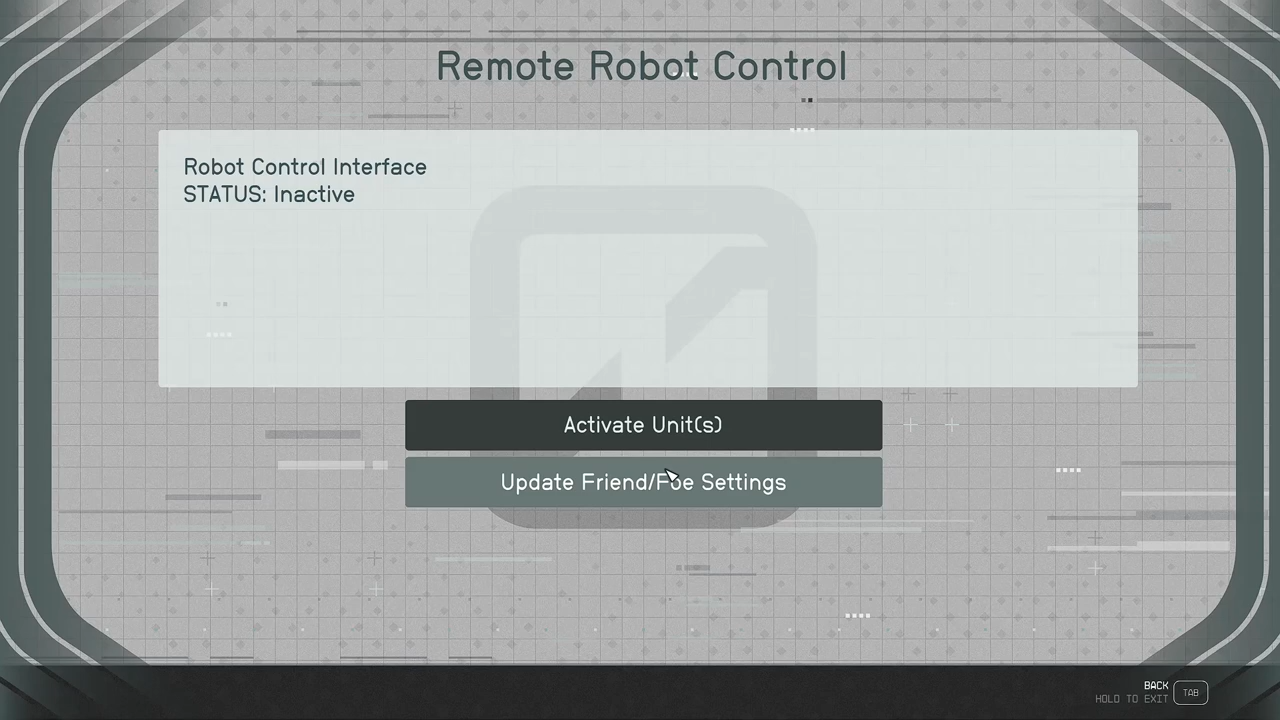 Remote Robot Control
Robot Control Interface
STATUS: Inactive
Activate Unit(s)
Update Friend/Foe Settings
BACK
HOLD TO EXIT
TAB